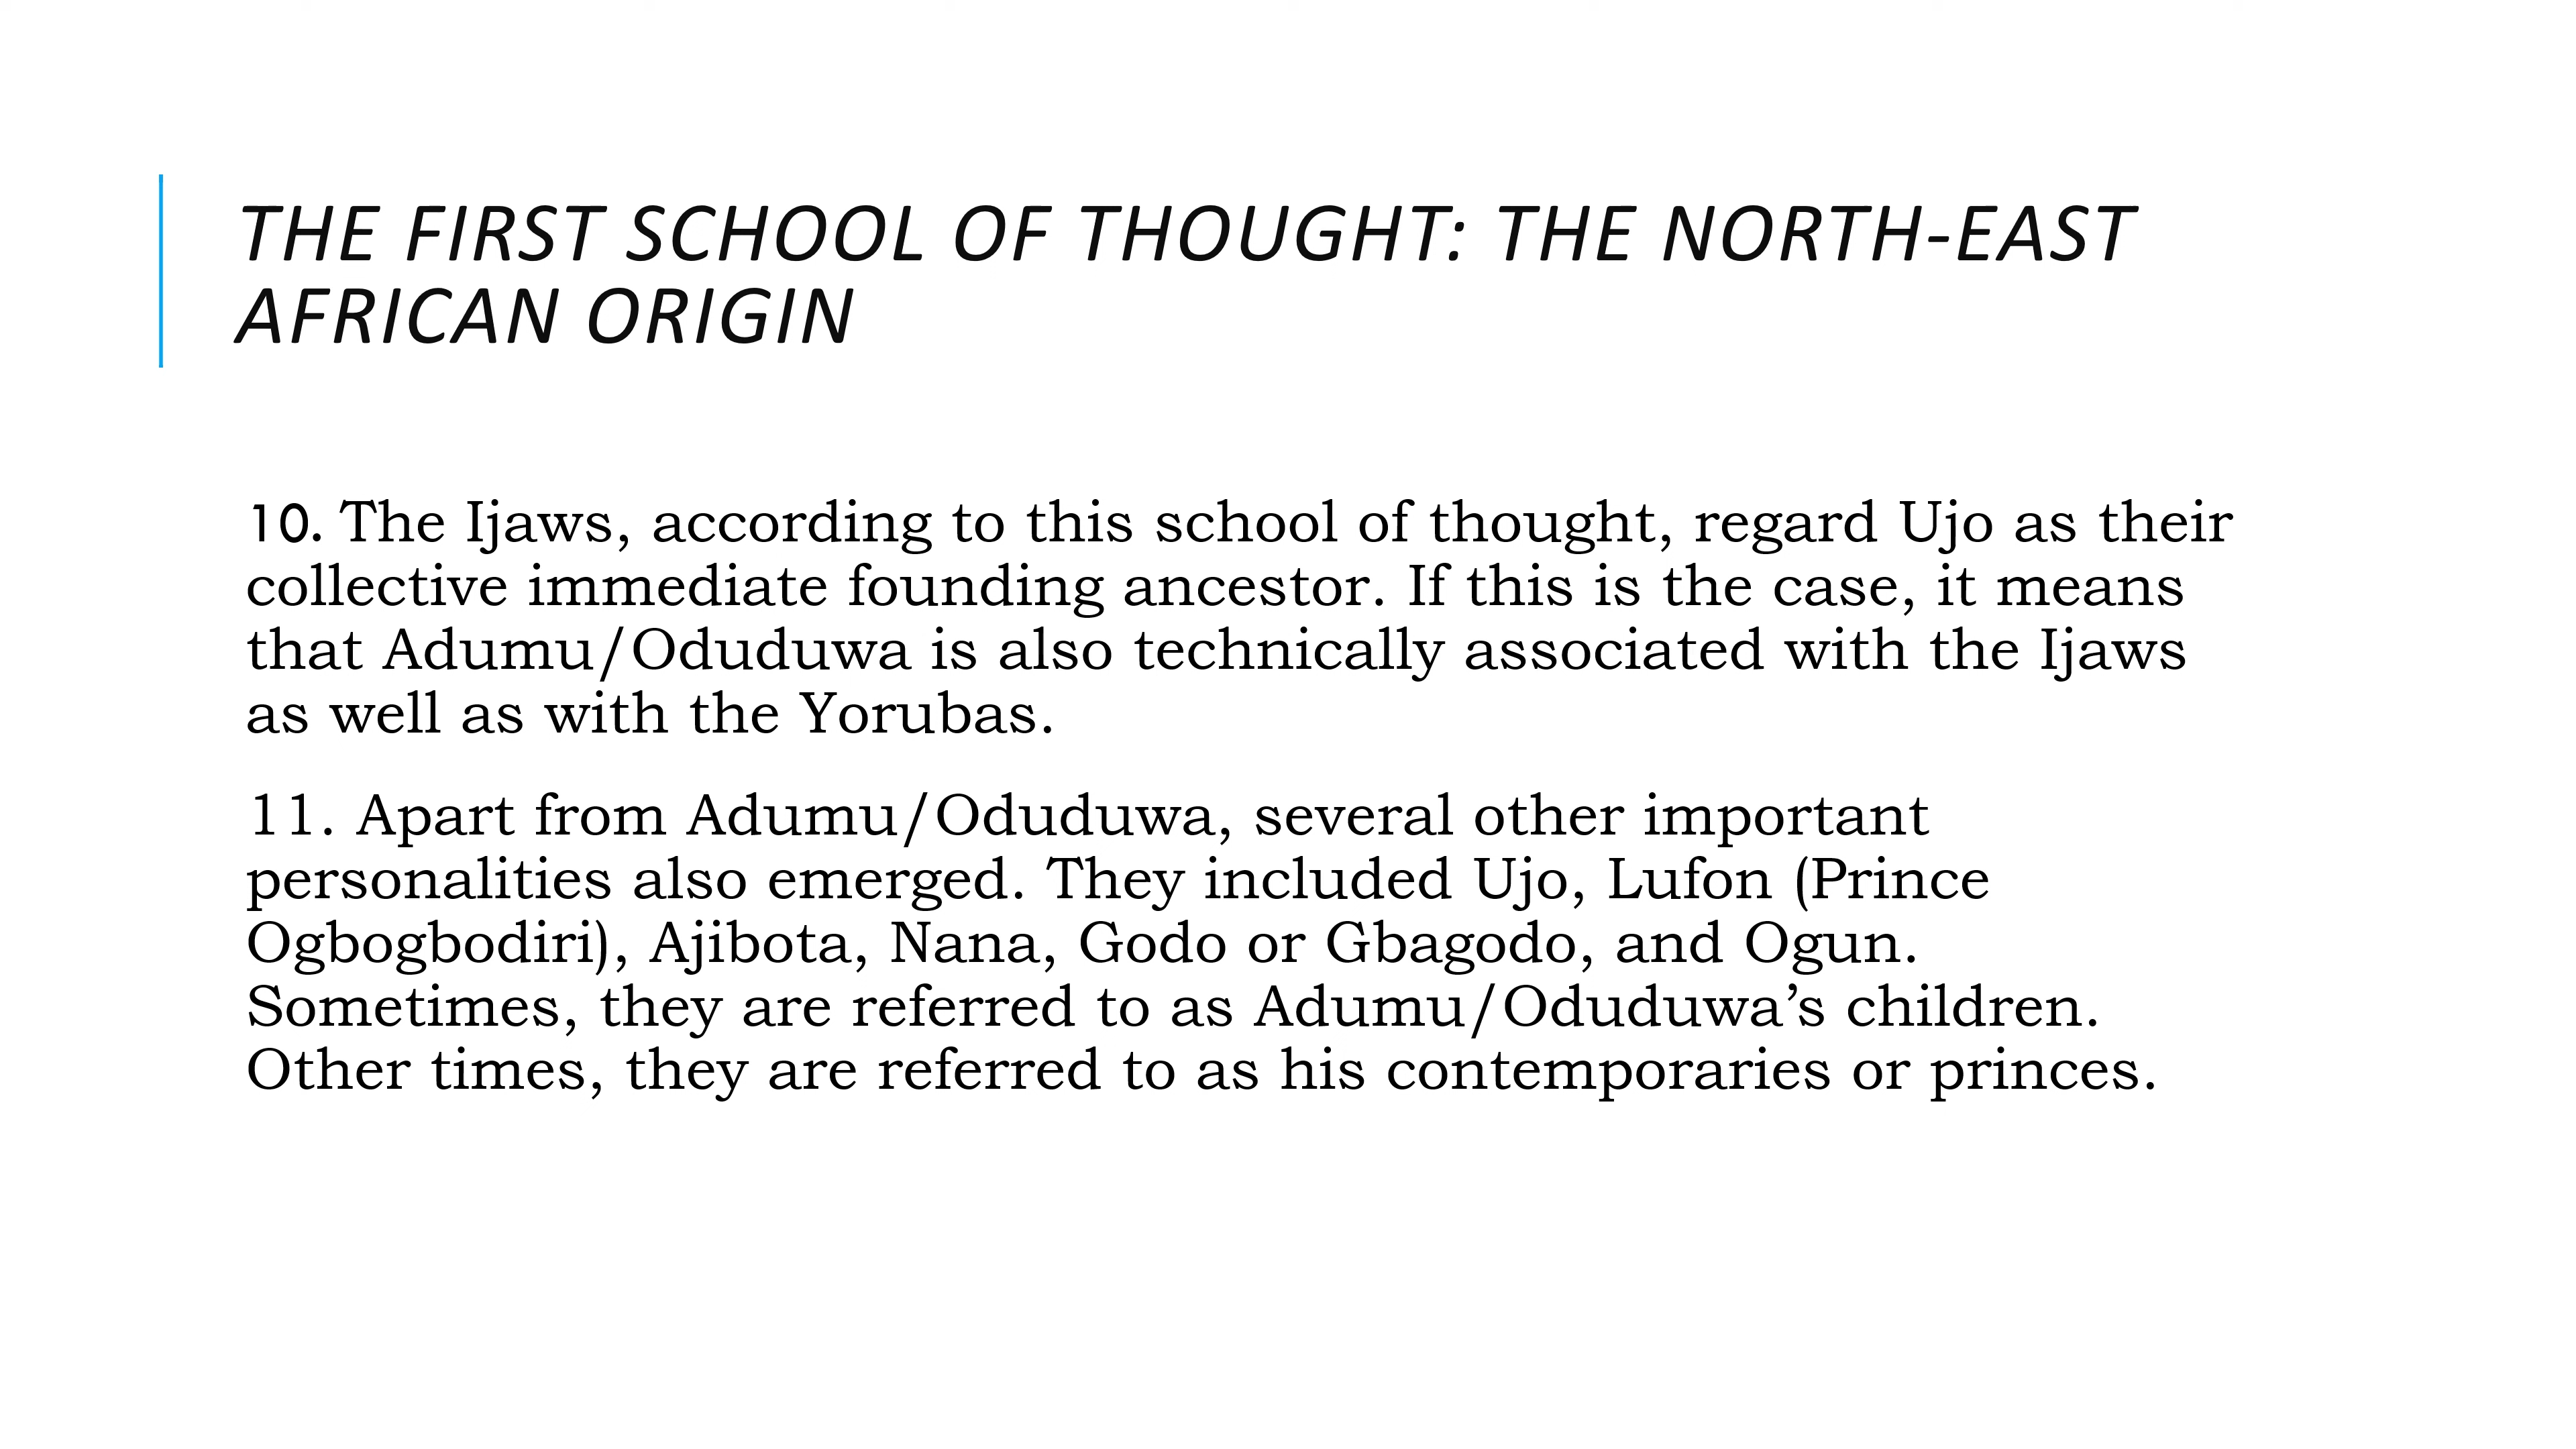 THE FIRST SCHOOL OF THOUGHT: THE NORTH-EAST
AFRICAN ORIGIN
10. The Ijaws, according to this school of thought, regard Ujo as their
collective immediate founding ancestor. If this is the case, it means
that Adumu/Oduduwa is also technically associated with the Ijaws
as well as with the Yorubas.
11. Apart from Adumu/Oduduwa, several other important
personalities also emerged. They included Ujo, Lufon (Prince
Ogbogbodiri), Ajibota, Nana, Godo or Gbagodo, and Ogun.
Sometimes, they are referred to as Adumu/Oduduwa’s children.
Other times, they are referred to as his contemporaries or princes.